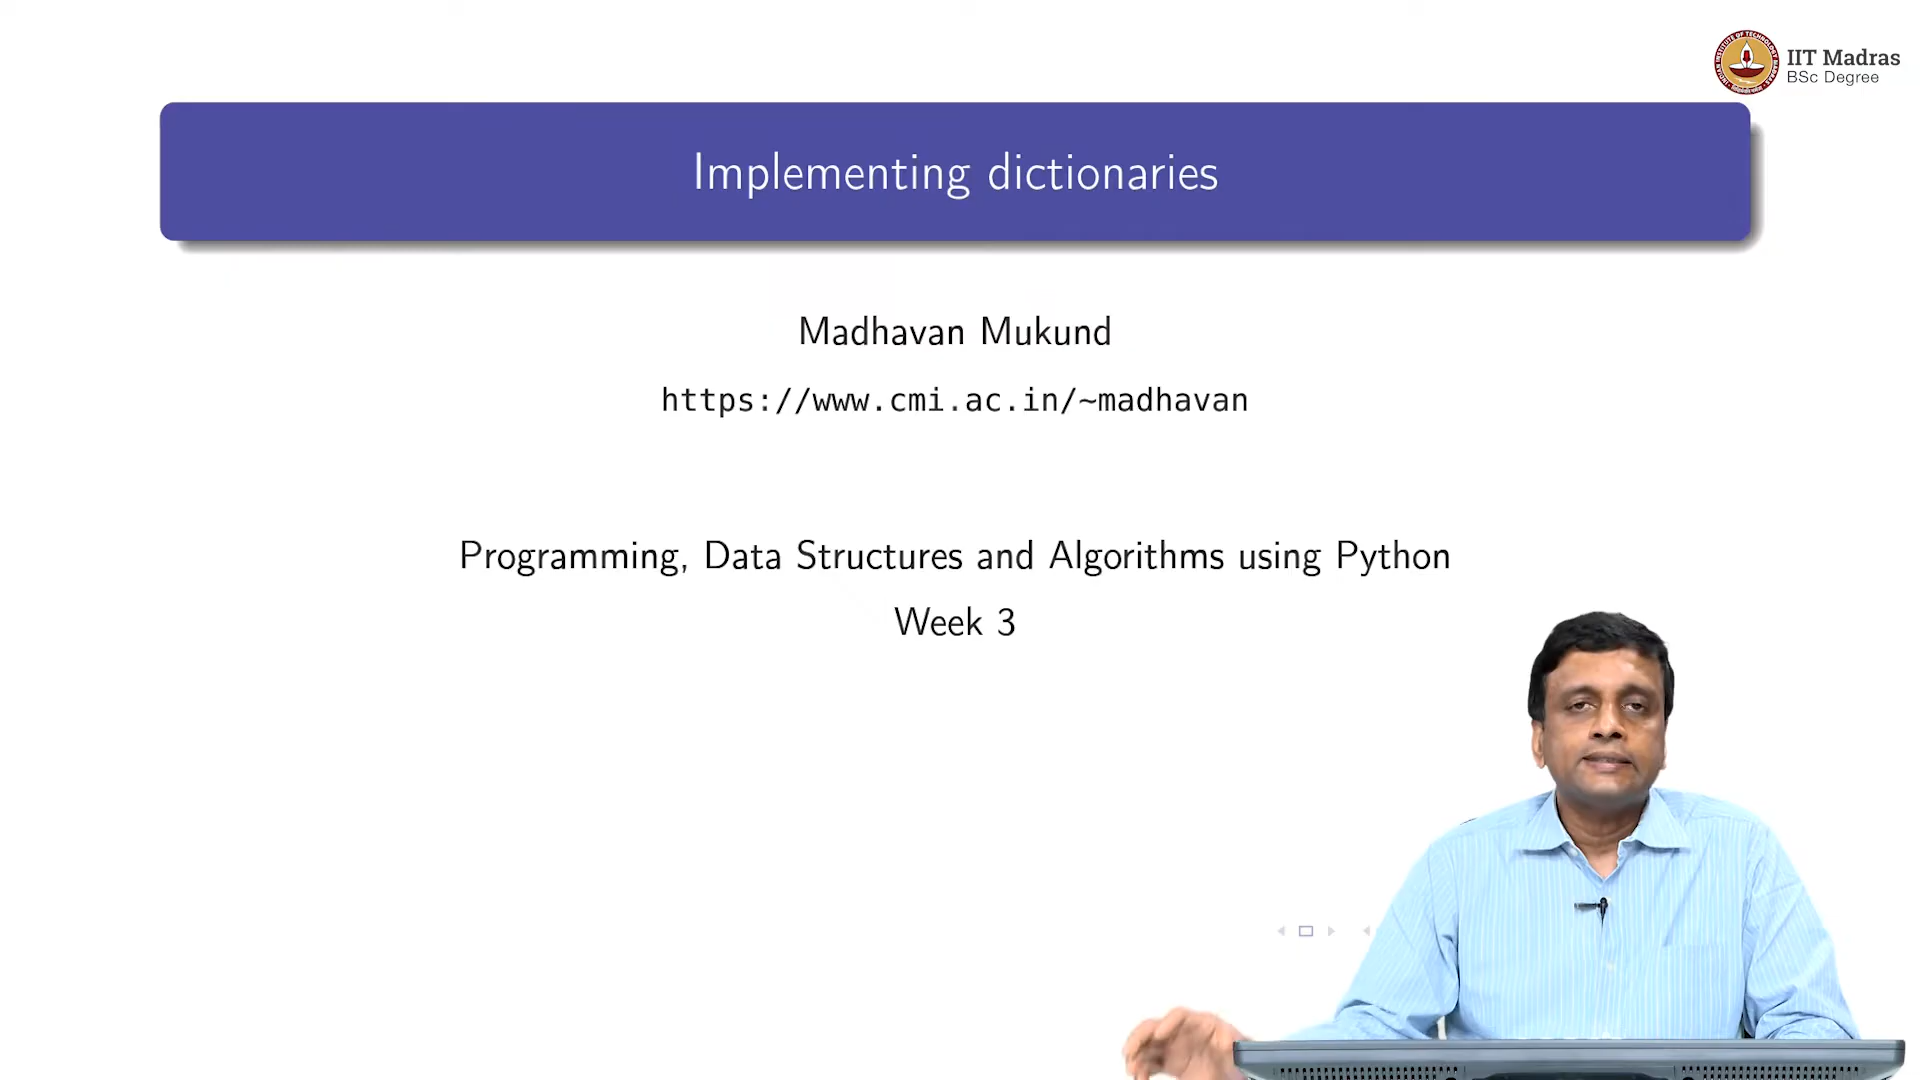 IIT Madras
BSc Degree
Implementing dictionaries
Madhavan Mukund
https://www.cmi.ac.in/~madhavan
Programming, Data Structures and Algorithms using Python
Week 3